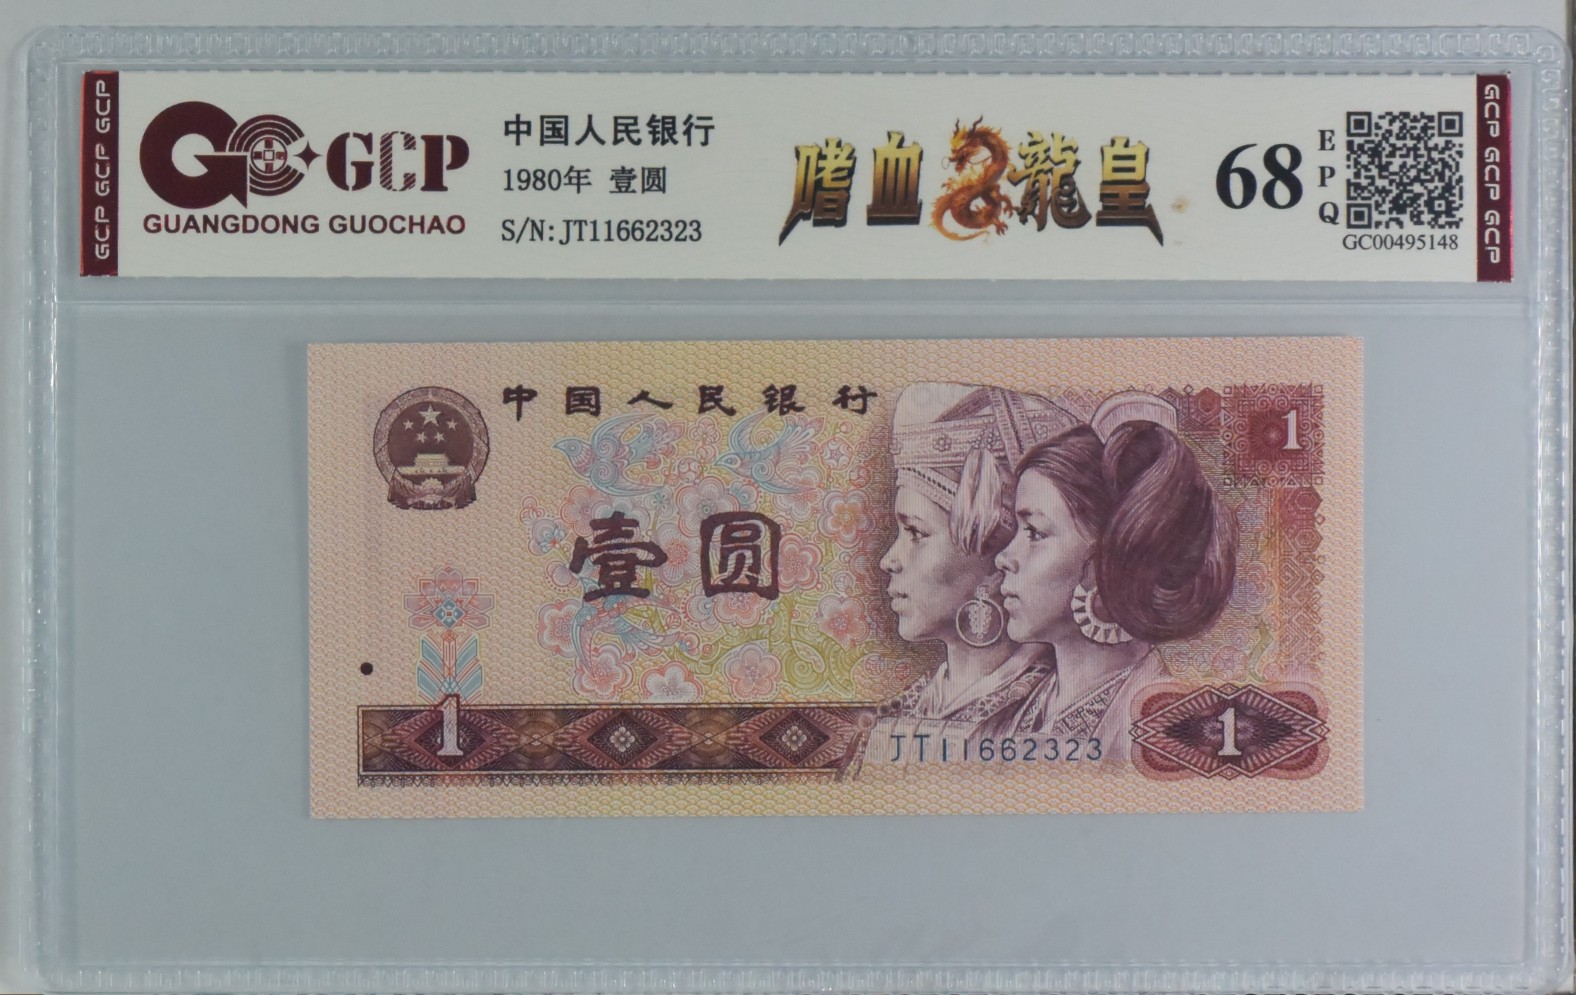 GCP GCP GCP
GCP
GUANGDONG GUOCHAO
中国人民银行
1980年 壹圆
S/N:JT11662323
嗜血龍皇
68
EPQ
GC00495148
GCP GCP GCP
中国人民银行
1
壹圆
1
JT11662323
1